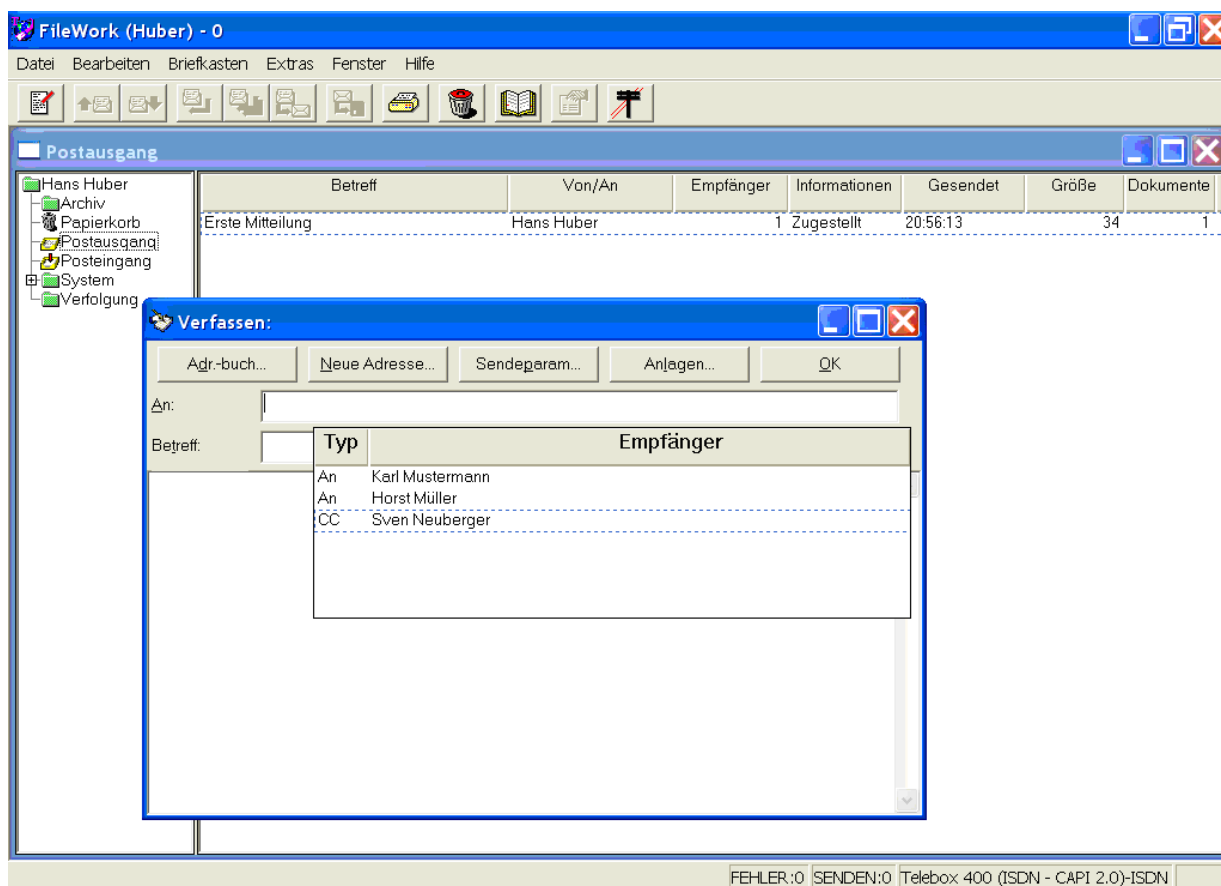 FileWork (Huber) - 0
Datei Bearbeiten Briefkasten Extras Fenster Hilfe
Postausgang
Hans Huber
Archiv
Papierkorb
Postausgang
Posteingang
System
Verfolgung
Betreff Von/An Empfänger Informationen Gesendet Größe Dokumente
Erste Mitteilung Hans Huber 1 Zugestellt 20:56:13 34 1
Verfassen:
Adr.-buch... Neue Adresse... Sendeparam... Anlagen... OK
An:
Betreff:
Typ Empfänger
An Karl Mustermann
An Horst Müller
CC Sven Neuberger
FEHLER:0 SENDEN:0 Telebox 400 (ISDN - CAPI 2.0)-ISDN